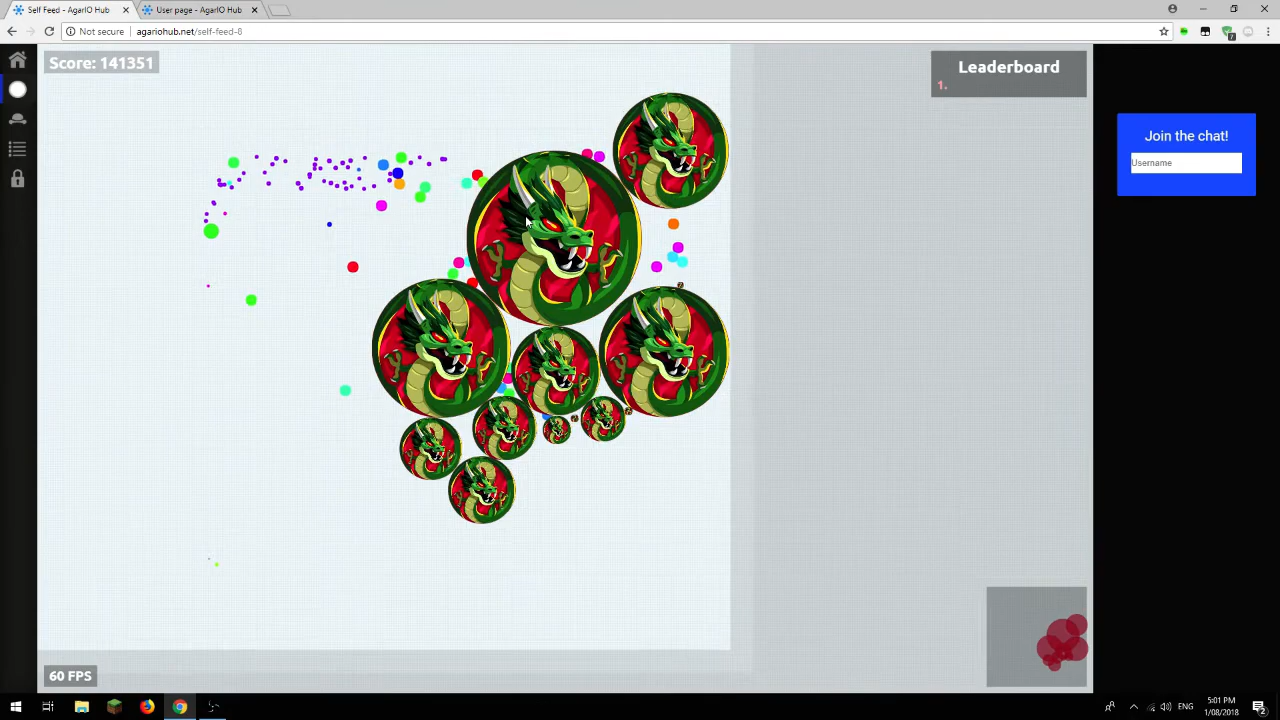 Self Feed - AgarIO Hub
User page - AgarIO Hub
Not secure
agariohub.net/self-feed-8
Score: 141351
Leaderboard
1.
Join the chat!
Username
60 FPS
ENG
5:01 PM
1/08/2018